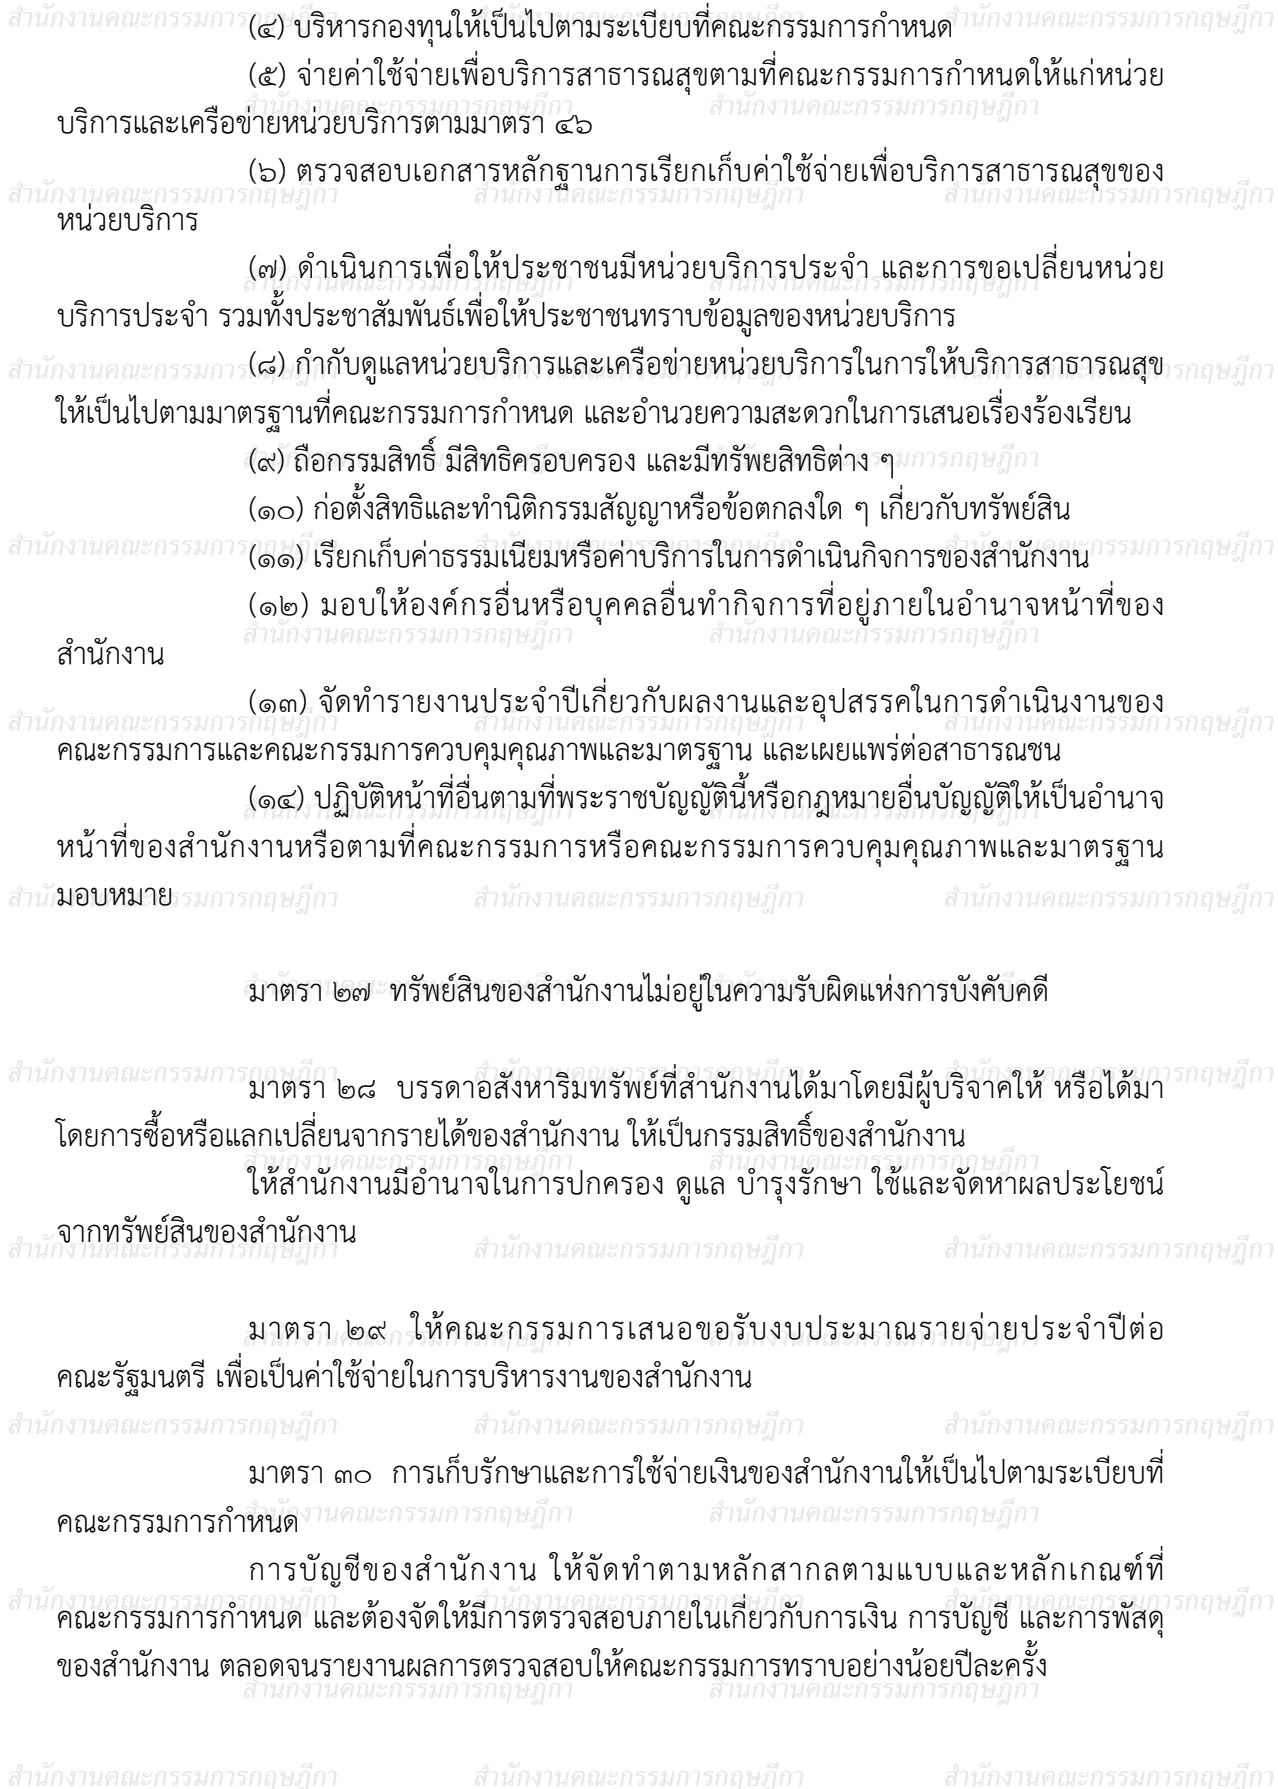 (๔) บริหารกองทุนให้เป็นไปตามระเบียบที่คณะกรรมการกำหนด
(๕) จ่ายค่าใช้จ่ายเพื่อบริการสาธารณสุขตามที่คณะกรรมการกำหนดให้แก่หน่วย
บริการและเครือข่ายหน่วยบริการตามมาตรา ๔๖
(๖) ตรวจสอบเอกสารหลักฐานการเรียกเก็บค่าใช้จ่ายเพื่อบริการสาธารณสุขของ
หน่วยบริการ
(๗) ดำเนินการเพื่อให้ประชาชนมีหน่วยบริการประจำ และการขอเปลี่ยนหน่วย
บริการประจำ รวมทั้งประชาสัมพันธ์เพื่อให้ประชาชนทราบข้อมูลของหน่วยบริการ
(๘) กำกับดูแลหน่วยบริการและเครือข่ายหน่วยบริการในการให้บริการสาธารณสุข
ให้เป็นไปตามมาตรฐานที่คณะกรรมการกำหนด และอำนวยความสะดวกในการเสนอเรื่องร้องเรียน
(๙) ถือกรรมสิทธิ์ มีสิทธิครอบครอง และมีทรัพยสิทธิต่าง ๆ
(๑๐) ก่อตั้งสิทธิและทำนิติกรรมสัญญาหรือข้อตกลงใด ๆ เกี่ยวกับทรัพย์สิน
(๑๑) เรียกเก็บค่าธรรมเนียมหรือค่าบริการในการดำเนินกิจการของสำนักงาน
(๑๒) มอบให้องค์กรอื่นหรือบุคคลอื่นทำกิจการที่อยู่ภายในอำนาจหน้าที่ของ
สำนักงาน
(๑๓) จัดทำรายงานประจำปีเกี่ยวกับผลงานและอุปสรรคในการดำเนินงานของ
คณะกรรมการและคณะกรรมการควบคุมคุณภาพและมาตรฐาน และเผยแพร่ต่อสาธารณชน
(๑๔) ปฏิบัติหน้าที่อื่นตามที่พระราชบัญญัตินี้หรือกฎหมายอื่นบัญญัติให้เป็นอำนาจ
หน้าที่ของสำนักงานหรือตามที่คณะกรรมการหรือคณะกรรมการควบคุมคุณภาพและมาตรฐาน
มอบหมาย
มาตรา ๒๗ ทรัพย์สินของสำนักงานไม่อยู่ในความรับผิดแห่งการบังคับคดี
มาตรา ๒๘ บรรดาอสังหาริมทรัพย์ที่สำนักงานได้มาโดยมีผู้บริจาคให้ หรือได้มา
โดยการซื้อหรือแลกเปลี่ยนจากรายได้ของสำนักงาน ให้เป็นกรรมสิทธิ์ของสำนักงาน
ให้สำนักงานมีอำนาจในการปกครอง ดูแล บำรุงรักษา ใช้และจัดหาผลประโยชน์
จากทรัพย์สินของสำนักงาน
มาตรา ๒๙ ให้คณะกรรมการเสนอขอรับงบประมาณรายจ่ายประจำปีต่อ
คณะรัฐมนตรี เพื่อเป็นค่าใช้จ่ายในการบริหารงานของสำนักงาน
มาตรา ๓๐ การเก็บรักษาและการใช้จ่ายเงินของสำนักงานให้เป็นไปตามระเบียบที่
คณะกรรมการกำหนด
การบัญชีของสำนักงาน ให้จัดทำตามหลักสากลตามแบบและหลักเกณฑ์ที่
คณะกรรมการกำหนด และต้องจัดให้มีการตรวจสอบภายในเกี่ยวกับการเงิน การบัญชี และการพัสดุ
ของสำนักงาน ตลอดจนรายงานผลการตรวจสอบให้คณะกรรมการทราบอย่างน้อยปีละครั้ง